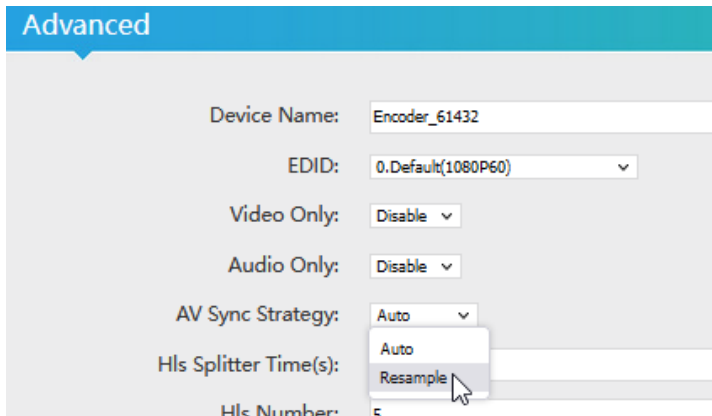 Advanced
Device Name: Encoder_61432
EDID: 0.Default(1080P60)
Video Only: Disable
Audio Only: Disable
AV Sync Strategy: Auto
Auto
Hls Splitter Time(s):
Resample
Hls Number: 5